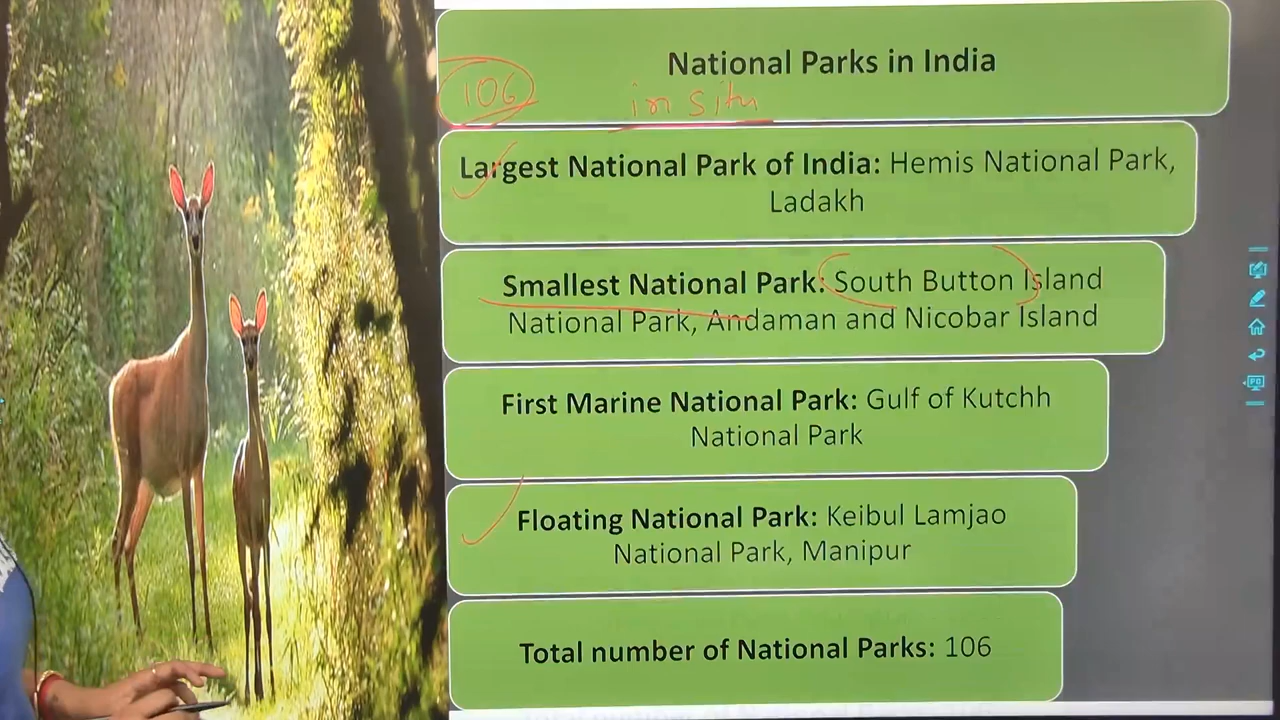 National Parks in India
106
in situ
Largest National Park of India: Hemis National Park,
Ladakh
Smallest National Park: South Button Island
National Park, Andaman and Nicobar Island
First Marine National Park: Gulf of Kutchh
National Park
Floating National Park: Keibul Lamjao
National Park, Manipur
Total number of National Parks: 106